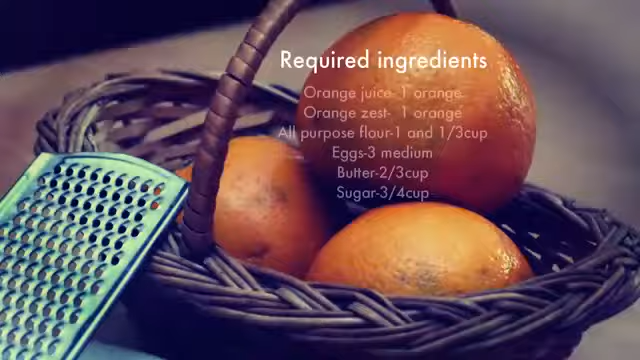 Required ingredients
Orange juice- 1 orange
Orange zest-  1 orange
All purpose flour-1 and 1/3cup
Eggs-3 medium
Butter-2/3cup
Sugar-3/4cup